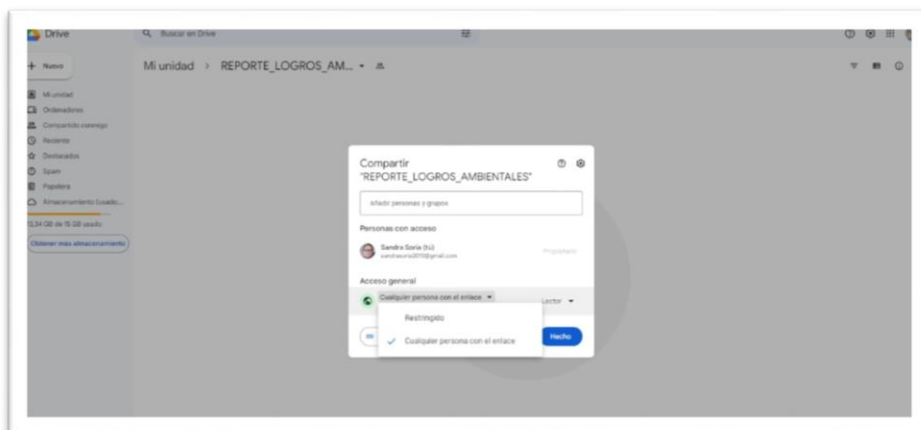 Drive
Buscar en Drive
Nuevo
Mi unidad > REPORTE_LOGROS_AM...
Mi unidad
Ordenadores
Compartido conmigo
Reciente
Destacados
Spam
Papelera
Almacenamiento (usado...
13,34 GB de 15 GB usado
Obtener más almacenamiento
Compartir
"REPORTE_LOGROS_AMBIENTALES"
Añadir personas y grupos
Personas con acceso
Sandra Soria (tú)
Propietario
Acceso general
Cualquier persona con el enlace
Lector
Restringido
Cualquier persona con el enlace
Hecho